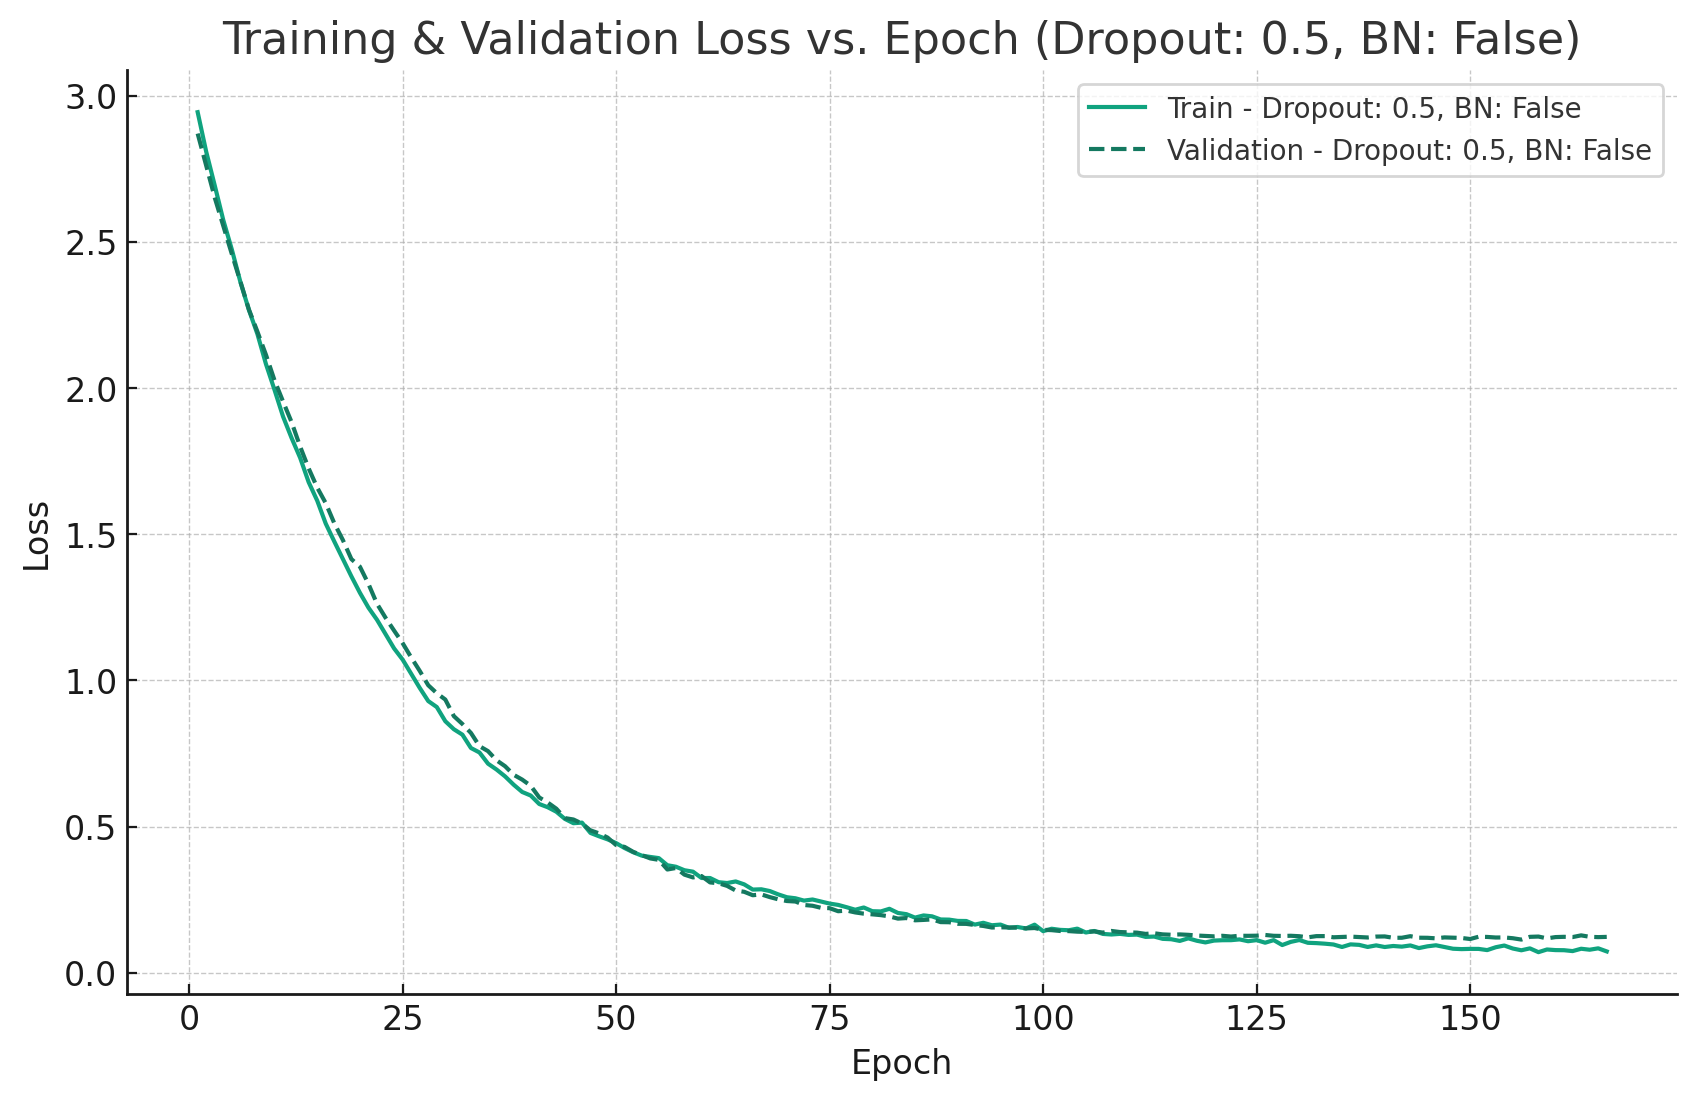 Training & Validation Loss vs. Epoch (Dropout: 0.5, BN: False)
Train - Dropout: 0.5, BN: False
Validation - Dropout: 0.5, BN: False
Loss
3.0
2.5
2.0
1.5
1.0
0.5
0.0
0 25 50 75 100 125 150
Epoch